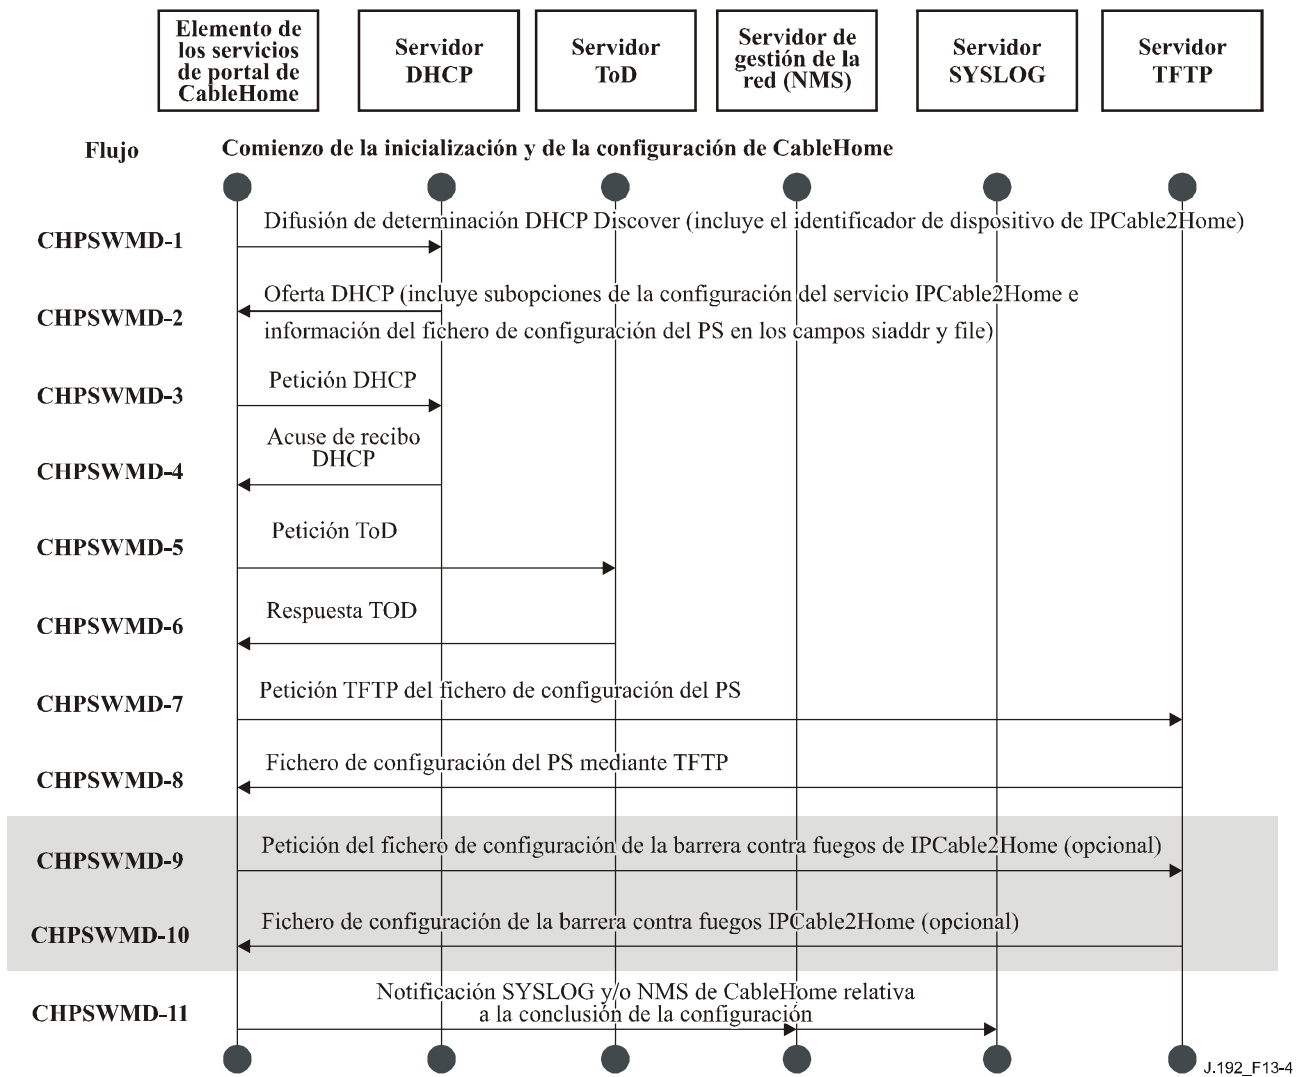 Elemento de
los servicios
de portal de
CableHome
Servidor
DHCP
Servidor
ToD
Servidor de
gestión de la
red (NMS)
Servidor
SYSLOG
Servidor
TFTP
Flujo
Comienzo de la inicialización y de la configuración de CableHome
CHPSWMD-1
Difusión de determinación DHCP Discover (incluye el identificador de dispositivo de IPCable2Home)
CHPSWMD-2
Oferta DHCP (incluye subopciones de la configuración del servicio IPCable2Home e
información del fichero de configuración del PS en los campos siaddr y file)
CHPSWMD-3
Petición DHCP
CHPSWMD-4
Acuse de recibo
DHCP
CHPSWMD-5
Petición ToD
CHPSWMD-6
Respuesta TOD
CHPSWMD-7
Petición TFTP del fichero de configuración del PS
CHPSWMD-8
Fichero de configuración del PS mediante TFTP
CHPSWMD-9
Petición del fichero de configuración de la barrera contra fuegos de IPCable2Home (opcional)
CHPSWMD-10
Fichero de configuración de la barrera contra fuegos IPCable2Home (opcional)
CHPSWMD-11
Notificación SYSLOG y/o NMS de CableHome relativa
a la conclusión de la configuración
J.192_F13-4